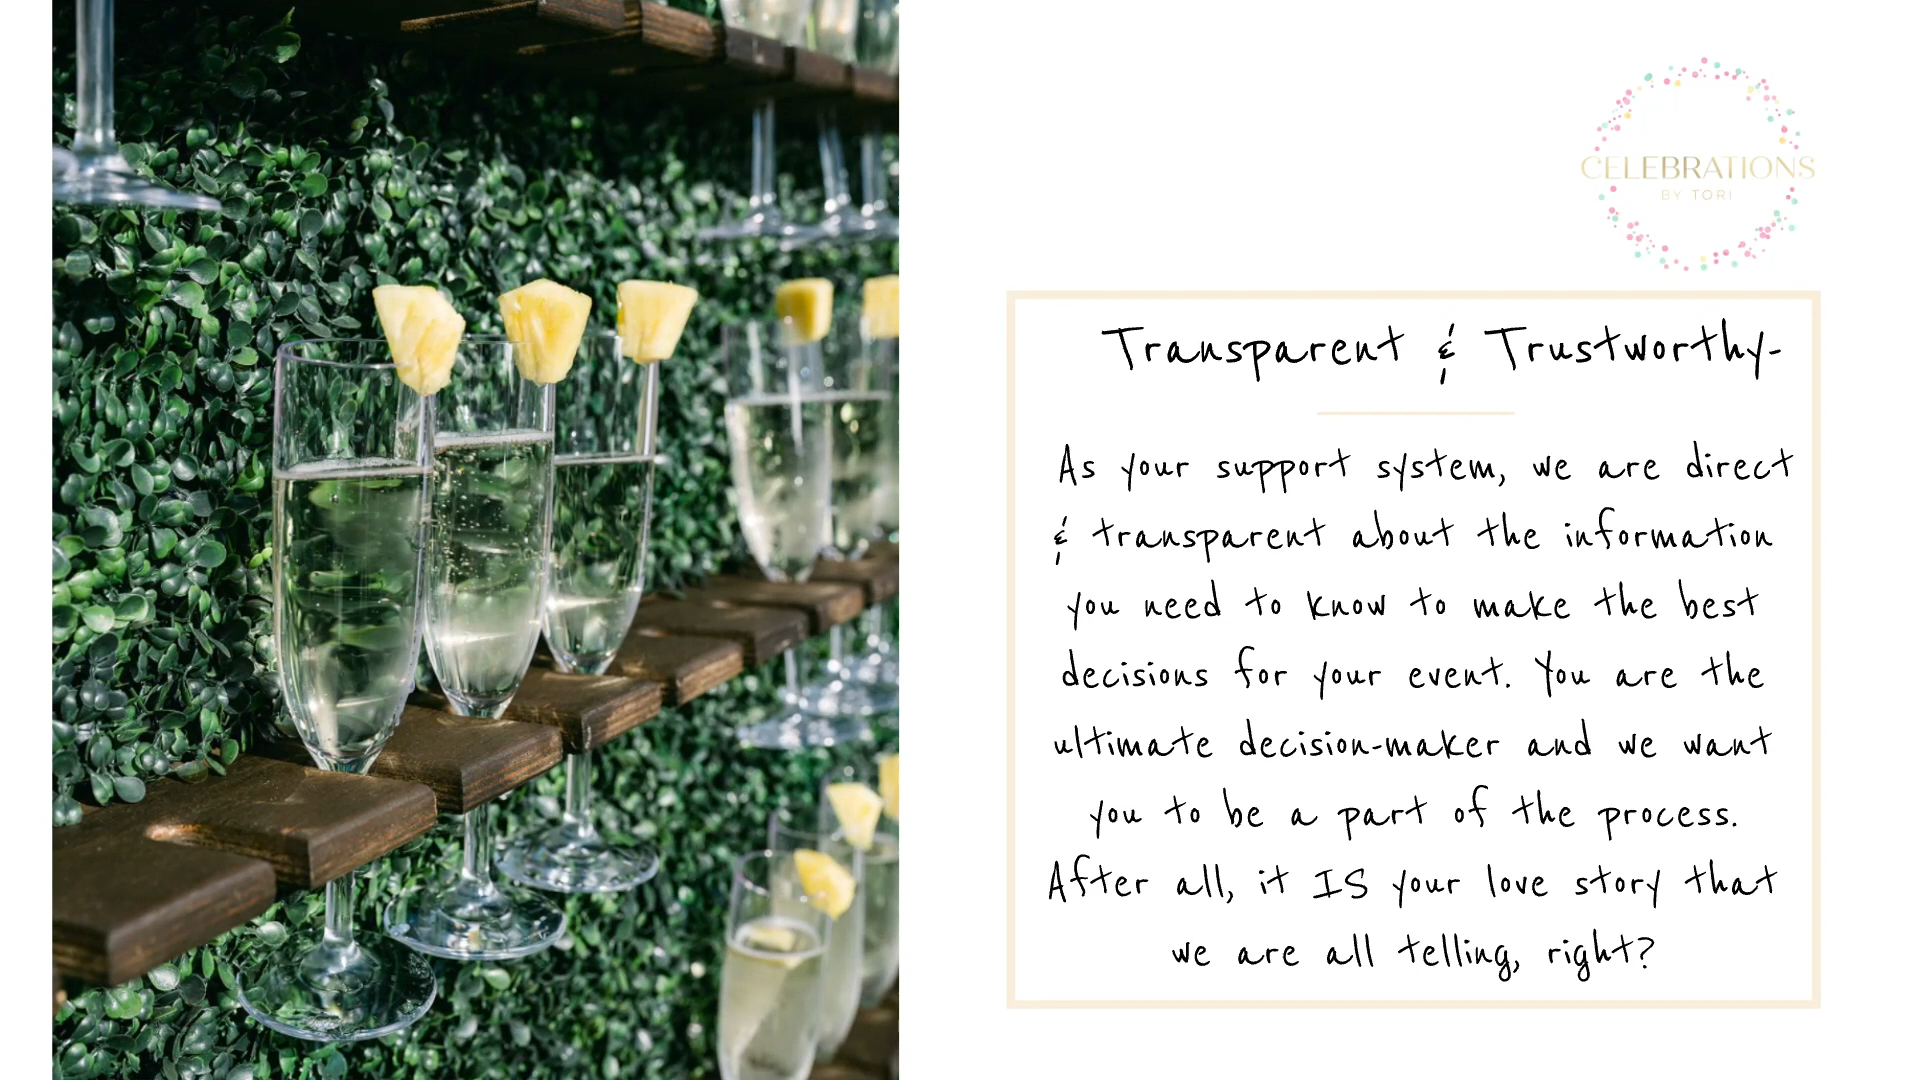 CELEBRATIONS
BY TORI
Transparent & Trustworthy-
As your support system, we are direct
& transparent about the information
you need to know to make the best
decisions for your event. You are the
ultimate decision-maker and we want
you to be a part of the process.
After all, it IS your love story that
we are all telling, right?